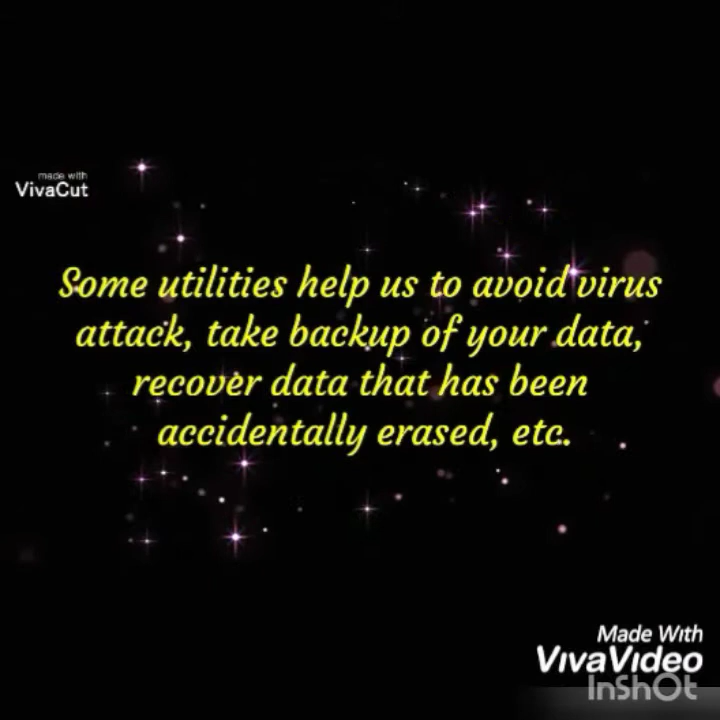 made with
VivaCut
Some utilities help us to avoid virus
attack, take backup of your data,
recover data that has been
accidentally erased, etc.
Made With
VivaVideo
InShOt